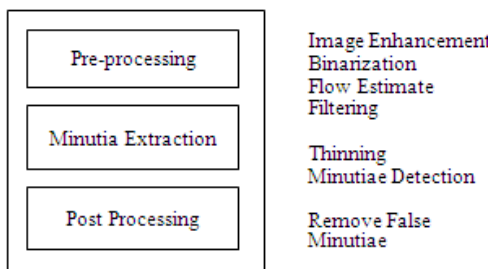 Pre-processing
Image Enhancement
Binarization
Flow Estimate
Filtering
Minutia Extraction
Thinning
Minutiae Detection
Post Processing
Remove False
Minutiae